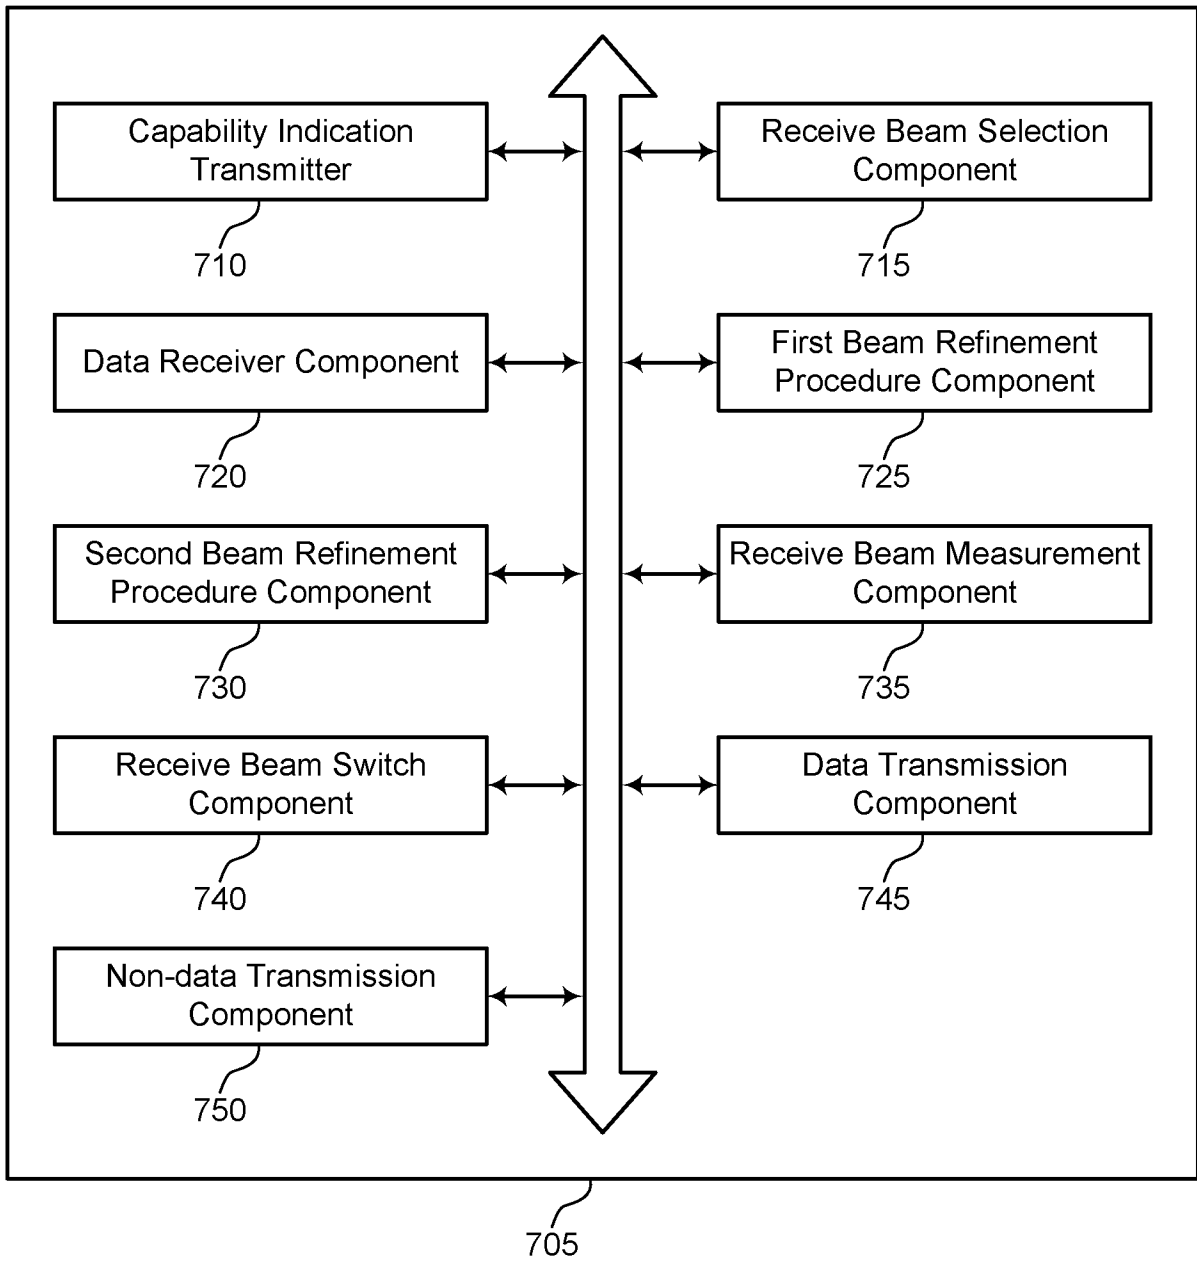 Capability Indication
Transmitter
710
Receive Beam Selection
Component
715
Data Receiver Component
720
First Beam Refinement
Procedure Component
725
Second Beam Refinement
Procedure Component
730
Receive Beam Measurement
Component
735
Receive Beam Switch
Component
740
Data Transmission
Component
745
Non-data Transmission
Component
750
705